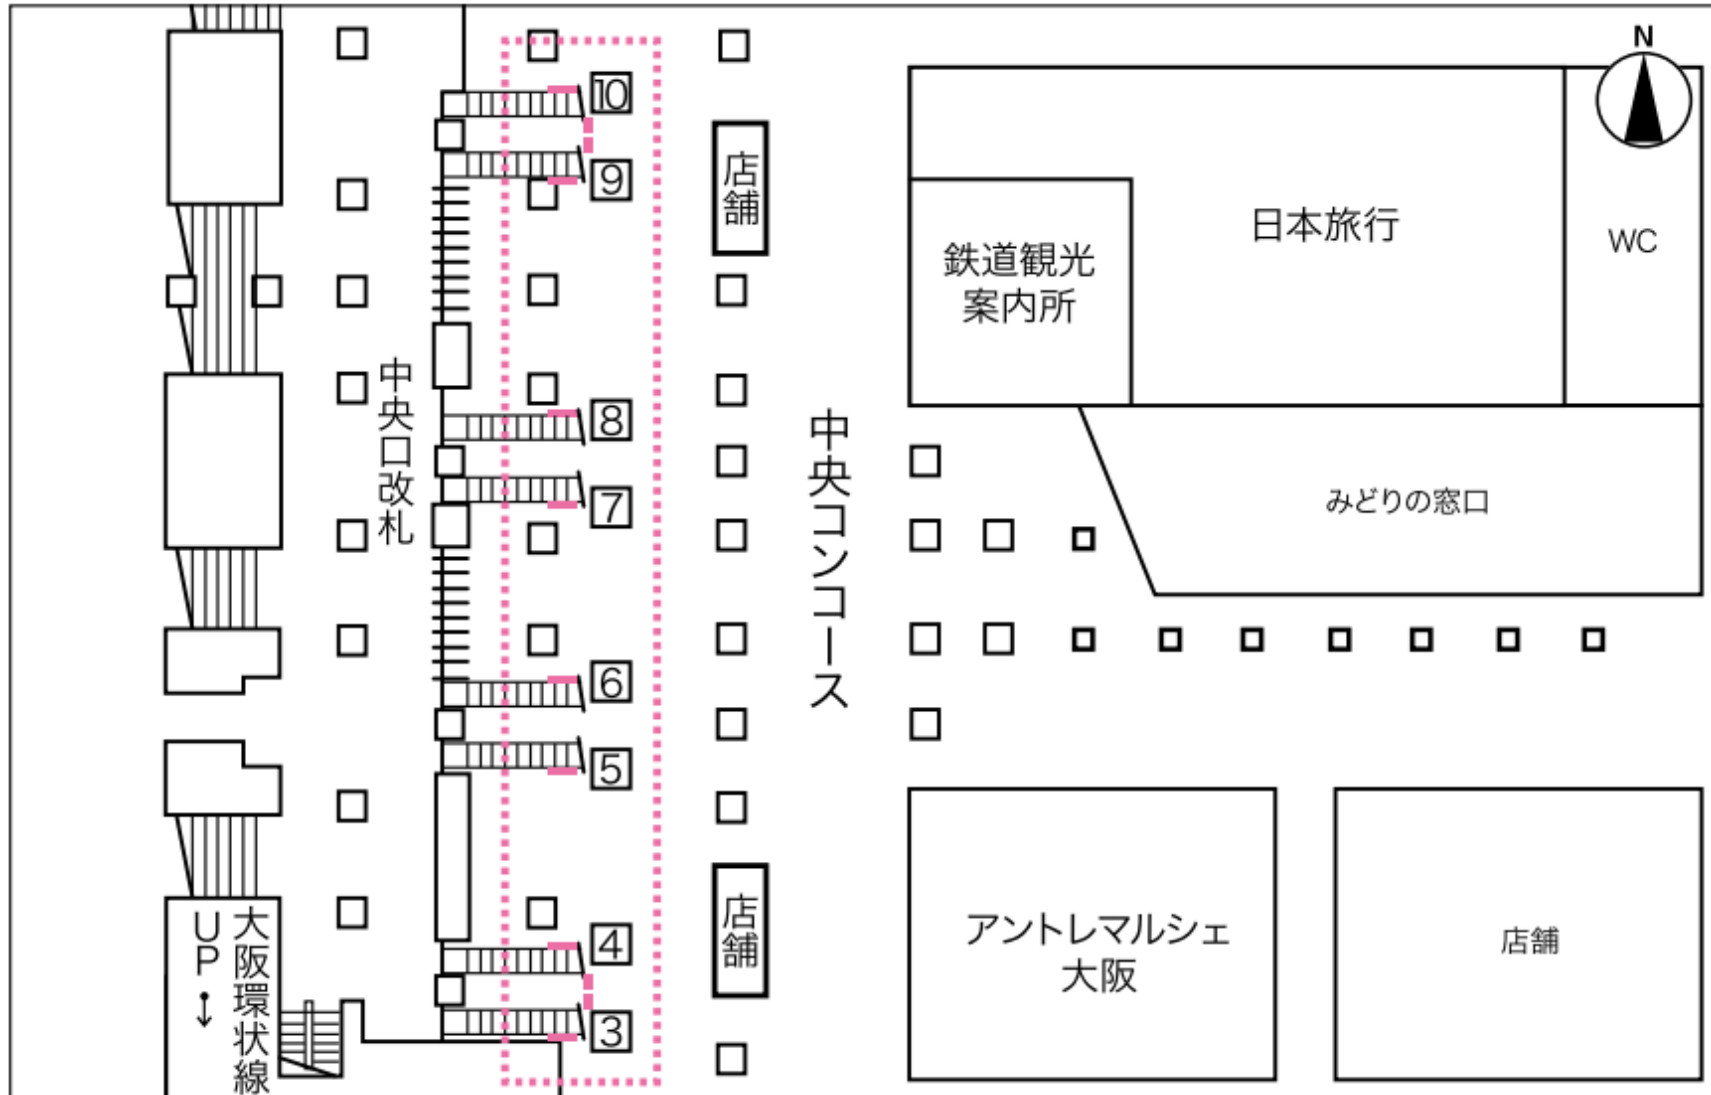 N
10
9
店舗
日本旅行
WC
鉄道観光
案内所
中央口改札
8
7
中央コンコース
みどりの窓口
6
5
4
3
店舗
アントレマルシェ
大阪
店舗
大阪環状線
UP